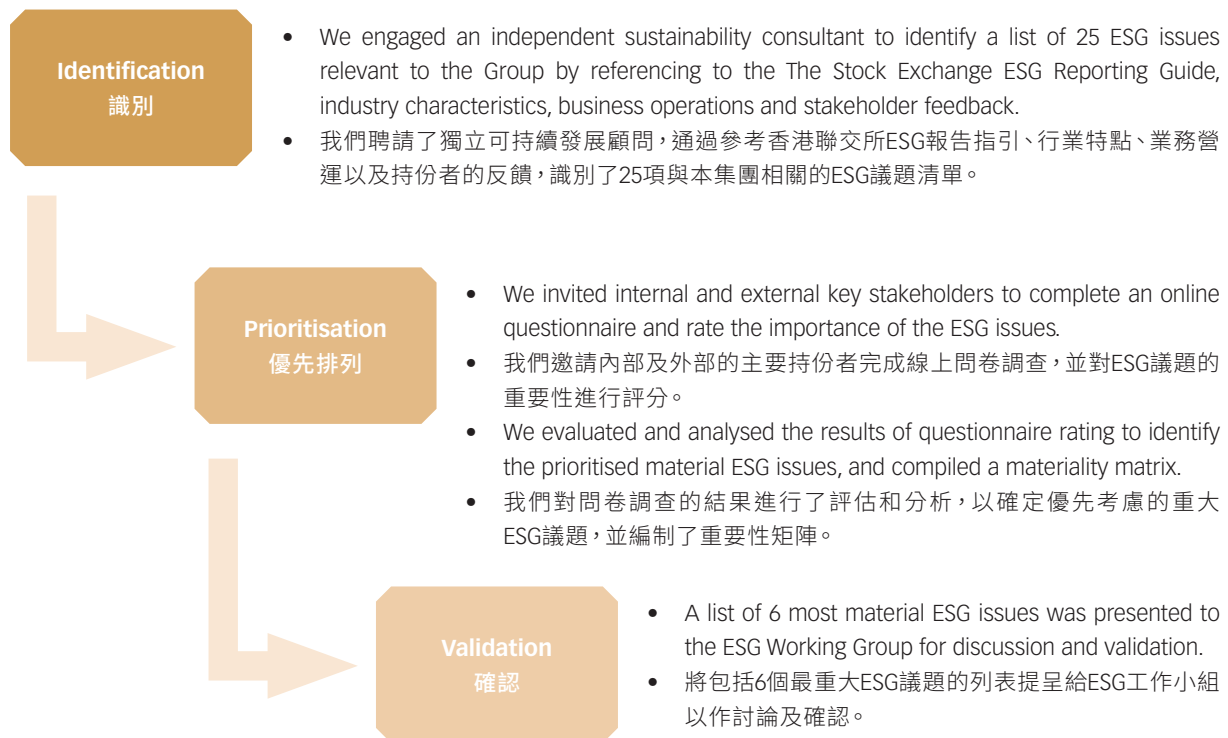 Identification
識別
• We engaged an independent sustainability consultant to identify a list of 25 ESG issues
relevant to the Group by referencing to the The Stock Exchange ESG Reporting Guide,
industry characteristics, business operations and stakeholder feedback.
• 我們聘請了獨立可持續發展顧問，通過參考香港聯交所ESG報告指引、行業特點、業務營
運以及持份者的反饋，識別了25項與本集團相關的ESG議題清單。
Prioritisation
優先排列
• We invited internal and external key stakeholders to complete an online
questionnaire and rate the importance of the ESG issues.
• 我們邀請內部及外部的主要持份者完成線上問卷調查，並對ESG議題的
重要性進行評分。
• We evaluated and analysed the results of questionnaire rating to identify
the prioritised material ESG issues, and compiled a materiality matrix.
• 我們對問卷調查的結果進行了評估和分析，以確定優先考慮的重大
ESG議題，並編制了重要性矩陣。
Validation
確認
• A list of 6 most material ESG issues was presented to
the ESG Working Group for discussion and validation.
• 將包括6個最重大ESG議題的列表提呈給ESG工作小組
以作討論及確認。